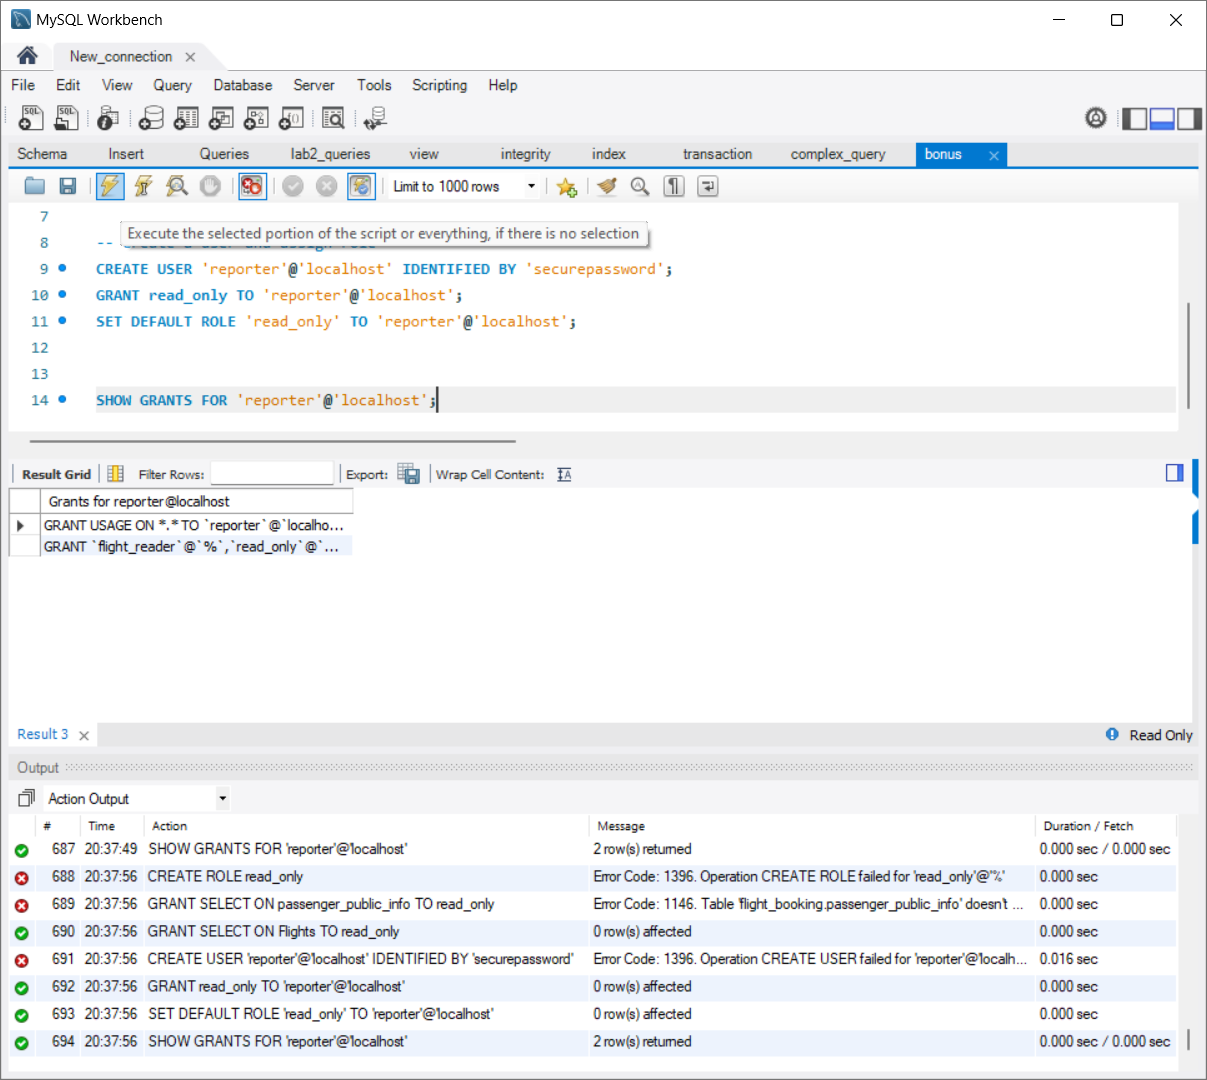 MySQL Workbench
New_connection
File Edit View Query Database Server Tools Scripting Help
Schema Insert Queries lab2_queries view integrity index transaction complex_query bonus
Limit to 1000 rows
7
Execute the selected portion of the script or everything, if there is no selection
8 --
9 CREATE USER 'reporter'@'localhost' IDENTIFIED BY 'securepassword';
10 GRANT read_only TO 'reporter'@'localhost';
11 SET DEFAULT ROLE 'read_only' TO 'reporter'@'localhost';
12
13
14 SHOW GRANTS FOR 'reporter'@'localhost';
Result Grid Filter Rows: Export: Wrap Cell Content:
Grants for reporter@localhost
GRANT USAGE ON *.* TO `reporter`@`localho...
GRANT `flight_reader`@`%`,`read_only`@`...
Result 3 Read Only
Output
Action Output
# Time Action Message Duration / Fetch
687 20:37:49 SHOW GRANTS FOR 'reporter'@'localhost' 2 row(s) returned 0.000 sec / 0.000 sec
688 20:37:56 CREATE ROLE read_only Error Code: 1396. Operation CREATE ROLE failed for 'read_only'@'%' 0.000 sec
689 20:37:56 GRANT SELECT ON passenger_public_info TO read_only Error Code: 1146. Table 'flight_booking.passenger_public_info' doesn't ... 0.000 sec
690 20:37:56 GRANT SELECT ON Flights TO read_only 0 row(s) affected 0.000 sec
691 20:37:56 CREATE USER 'reporter'@'localhost' IDENTIFIED BY 'securepassword' Error Code: 1396. Operation CREATE USER failed for 'reporter'@'localh... 0.016 sec
692 20:37:56 GRANT read_only TO 'reporter'@'localhost' 0 row(s) affected 0.000 sec
693 20:37:56 SET DEFAULT ROLE 'read_only' TO 'reporter'@'localhost' 0 row(s) affected 0.000 sec
694 20:37:56 SHOW GRANTS FOR 'reporter'@'localhost' 2 row(s) returned 0.000 sec / 0.000 sec